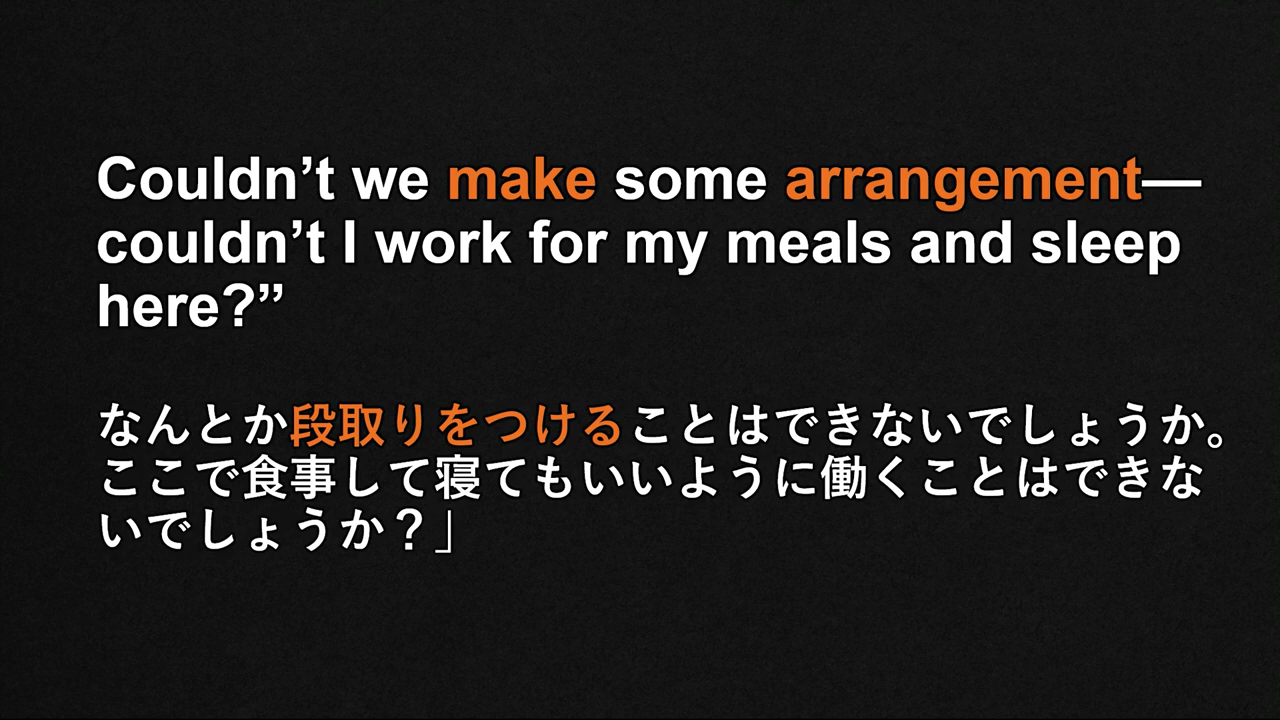 Couldn’t we make some arrangement—
couldn’t I work for my meals and sleep
here?”
なんとか段取りをつけることはできないでしょうか。
ここで食事して寝てもいいように働くことはできな
いでしょうか？」